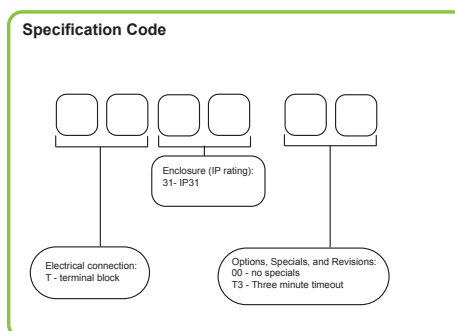 Specification Code
Enclosure (IP rating):
31- IP31
Electrical connection:
T - terminal block
Options, Specials, and Revisions:
00 - no specials
T3 - Three minute timeout